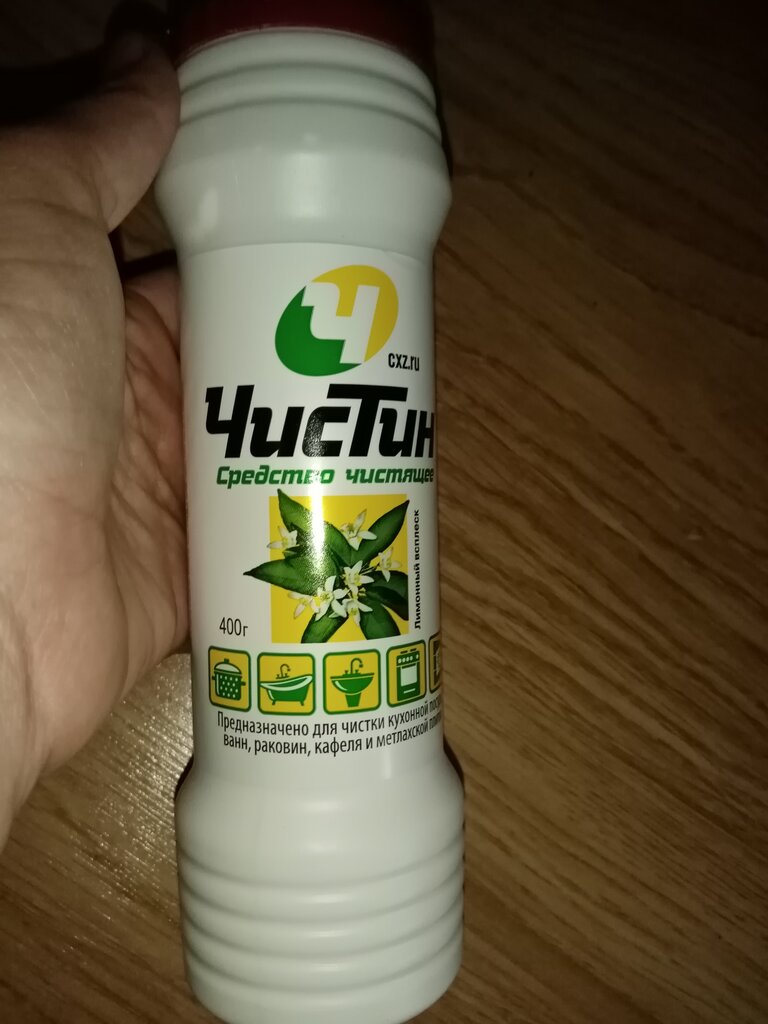 Ч
cxz.ru
ЧисТин
Средство чистящее
Лимонный всплеск
400г
Предназначено для чистки кухонной
ванн, раковин, кафеля и метлахской